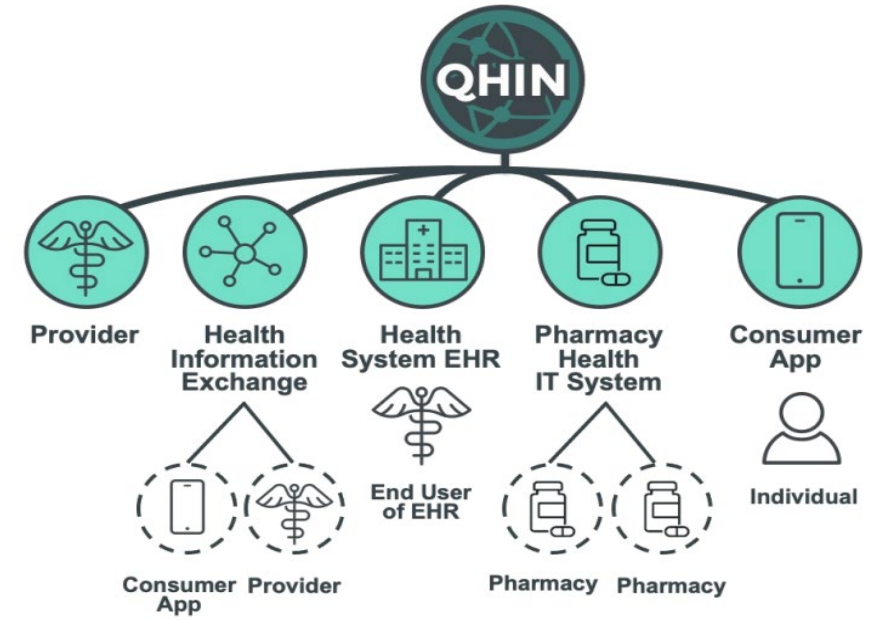 QHIN
Provider
Health
Information
Exchange
Health
System EHR
Pharmacy
Health
IT System
Consumer
App
End User
of EHR
Individual
Consumer
App
Provider
Pharmacy
Pharmacy